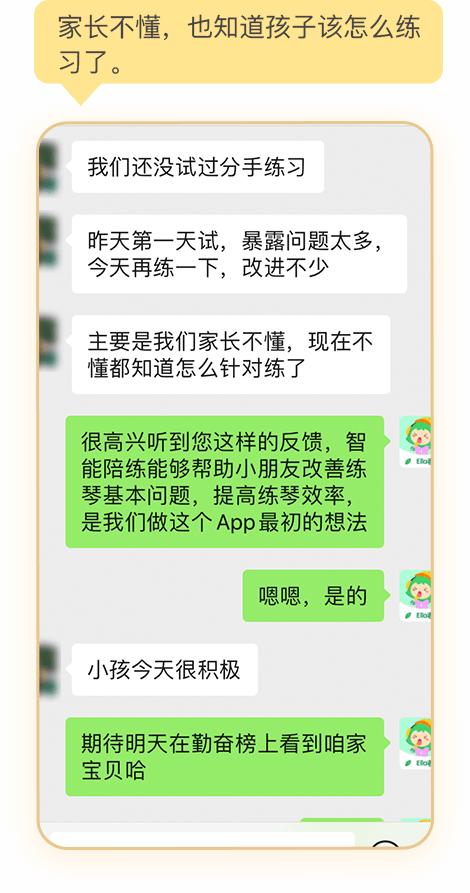 家长不懂，也知道孩子该怎么练
习了。
我们还没试过分手练习
昨天第一天试，暴露问题太多，
今天再练一下，改进不少
主要是我们家长不懂，现在不
懂都知道怎么针对练了
很高兴听到您这样的反馈，智
能陪练能够帮助小朋友改善练
琴基本问题，提高练琴效率，
是我们做这个App最初的想法
嗯嗯，是的
小孩今天很积极
期待明天在勤奋榜上看到咱家
宝贝哈